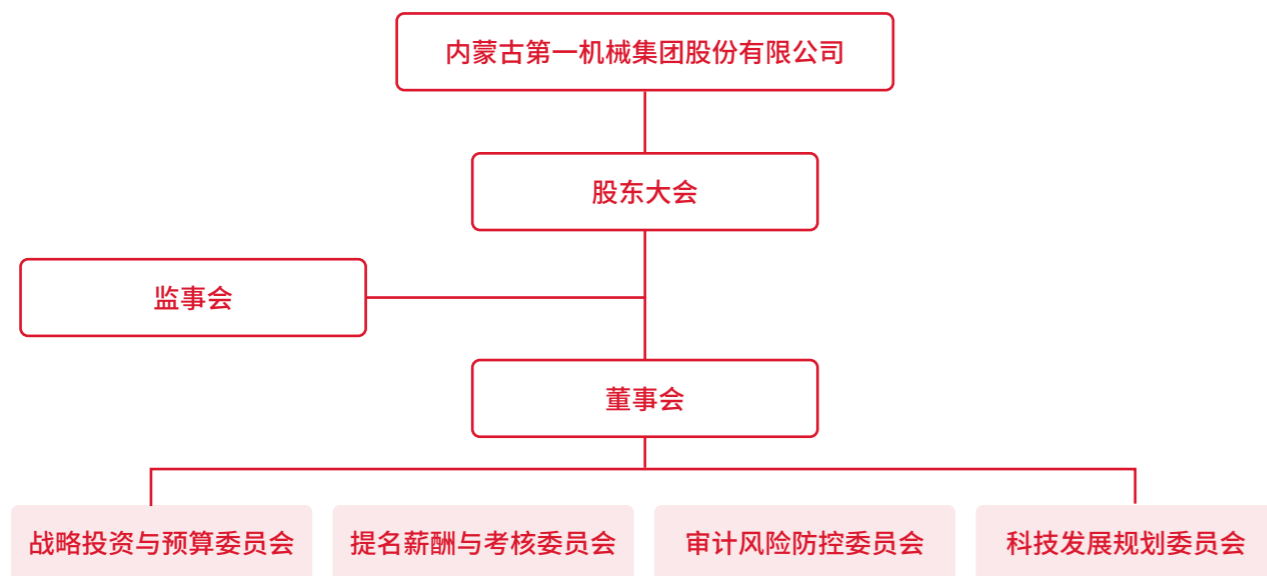 内蒙古第一机械集团股份有限公司
股东大会
监事会
董事会
战略投资与预算委员会
提名薪酬与考核委员会
审计风险防控委员会
科技发展规划委员会